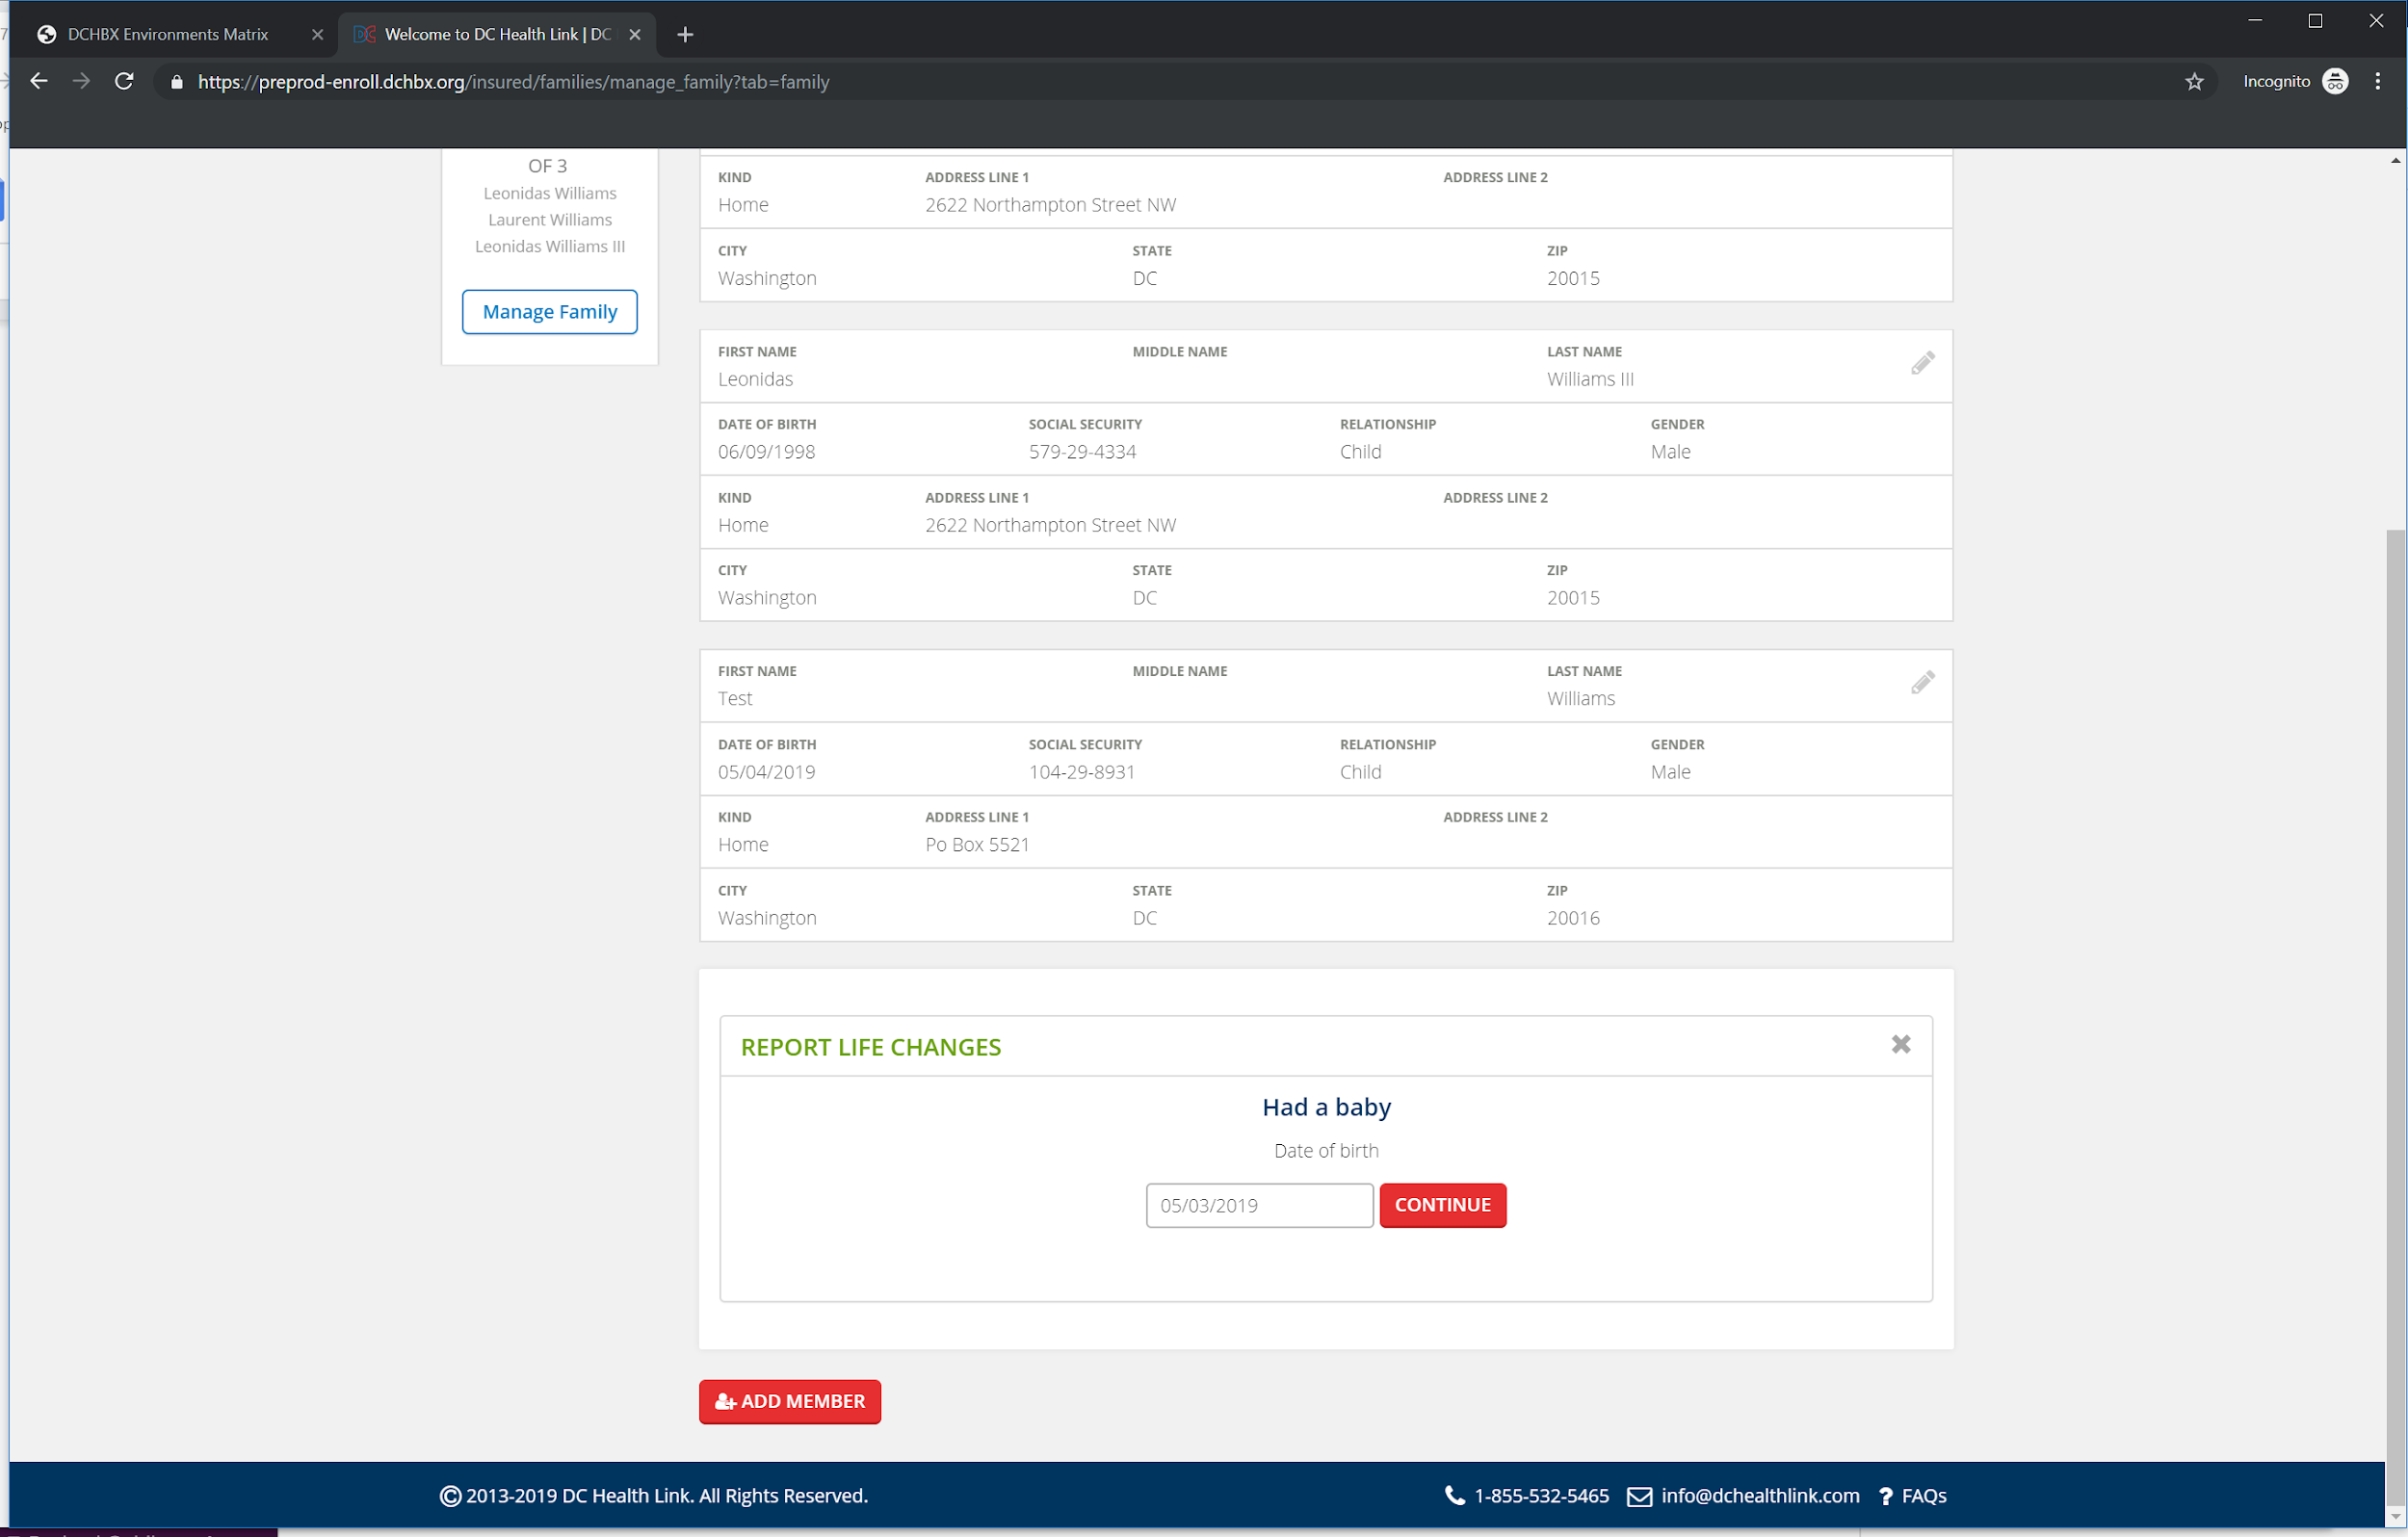 DCHBX Environments Matrix
Welcome to DC Health Link | DC
https://preprod-enroll.dchbx.org/insured/families/manage_family?tab=family
Incognito
OF 3
Leonidas Williams
Laurent Williams
Leonidas Williams III
Manage Family
KIND ADDRESS LINE 1 ADDRESS LINE 2
Home 2622 Northampton Street NW
CITY STATE ZIP
Washington DC 20015
FIRST NAME MIDDLE NAME LAST NAME
Leonidas Williams III
DATE OF BIRTH SOCIAL SECURITY RELATIONSHIP GENDER
06/09/1998 579-29-4334 Child Male
KIND ADDRESS LINE 1 ADDRESS LINE 2
Home 2622 Northampton Street NW
CITY STATE ZIP
Washington DC 20015
FIRST NAME MIDDLE NAME LAST NAME
Test Williams
DATE OF BIRTH SOCIAL SECURITY RELATIONSHIP GENDER
05/04/2019 104-29-8931 Child Male
KIND ADDRESS LINE 1 ADDRESS LINE 2
Home Po Box 5521
CITY STATE ZIP
Washington DC 20016
REPORT LIFE CHANGES
Had a baby
Date of birth
05/03/2019 CONTINUE
ADD MEMBER
© 2013-2019 DC Health Link. All Rights Reserved. 1-855-532-5465 info@dchealthlink.com ? FAQs